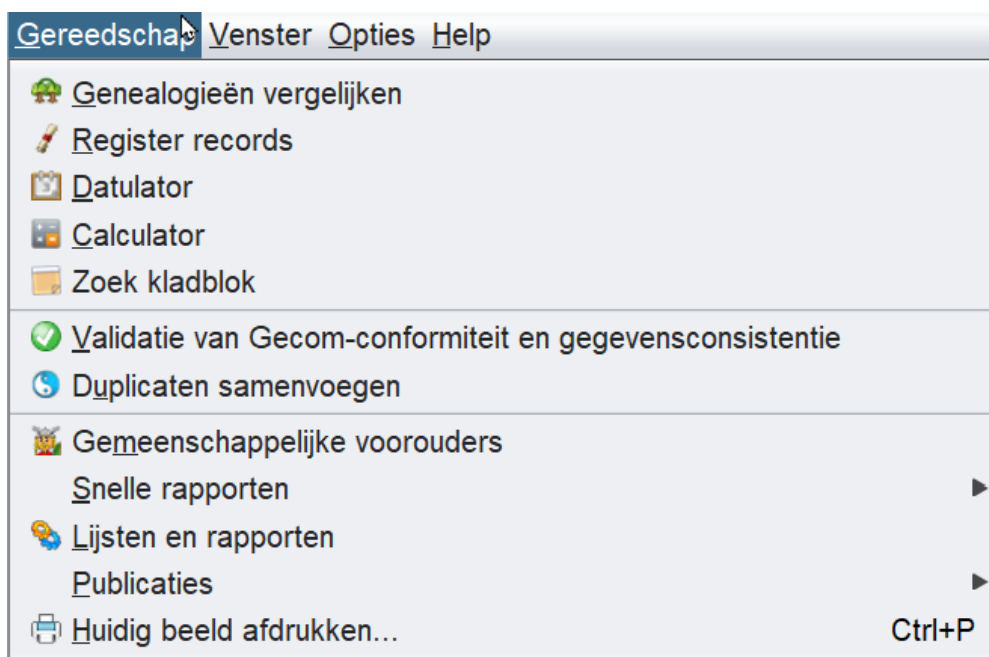 Gereedschap Venster Opties Help
Genealogieën vergelijken
Register records
Datulator
Calculator
Zoek kladblok
Validatie van Gecom-conformiteit en gegevensconsistentie
Duplicaten samenvoegen
Gemeenschappelijke voorouders
Snelle rapporten
Lijsten en rapporten
Publicaties
Huidig beeld afdrukken... Ctrl+P